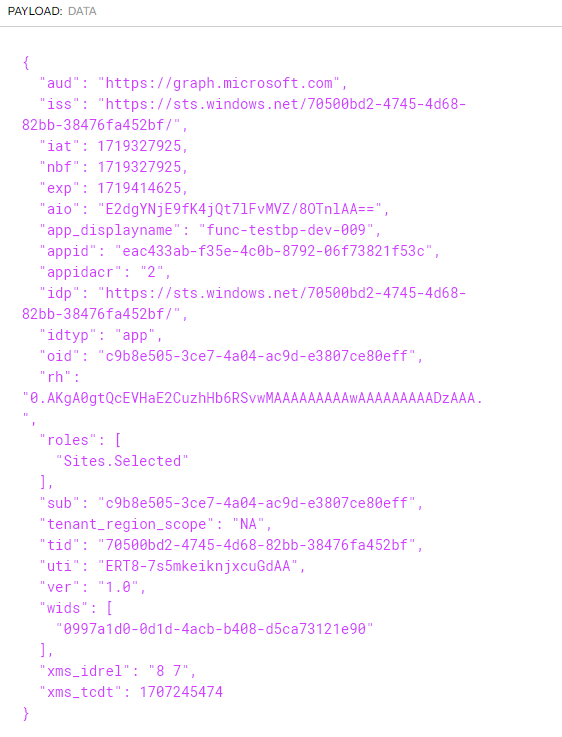 PAYLOAD: DATA
{
"aud": "https://graph.microsoft.com",
"iss": "https://sts.windows.net/70500bd2-4745-4d68-
82bb-38476fa452bf/",
"iat": 1719327925,
"nbf": 1719327925,
"exp": 1719414625,
"aio": "E2dgYNjE9fK4jQt7lFvMVZ/8OTnlAA==",
"app_displayname": "func-testbp-dev-009",
"appid": "eac433ab-f35e-4c0b-8792-06f73821f53c",
"appidacr": "2",
"idp": "https://sts.windows.net/70500bd2-4745-4d68-
82bb-38476fa452bf/",
"idtyp": "app",
"oid": "c9b8e505-3ce7-4a04-ac9d-e3807ce80eff",
"rh":
"0.AKgA0gtQcEVHaE2CuzhHb6RSvwMAAAAAAAAAwAAAAAAAAADzAAA.
",
"roles": [
"Sites.Selected"
],
"sub": "c9b8e505-3ce7-4a04-ac9d-e3807ce80eff",
"tenant_region_scope": "NA",
"tid": "70500bd2-4745-4d68-82bb-38476fa452bf",
"uti": "ERT8-7s5mkeiknjxcuGdAA",
"ver": "1.0",
"wids": [
"0997a1d0-0d1d-4acb-b408-d5ca73121e90"
],
"xms_idrel": "8 7",
"xms_tcdt": 1707245474
}